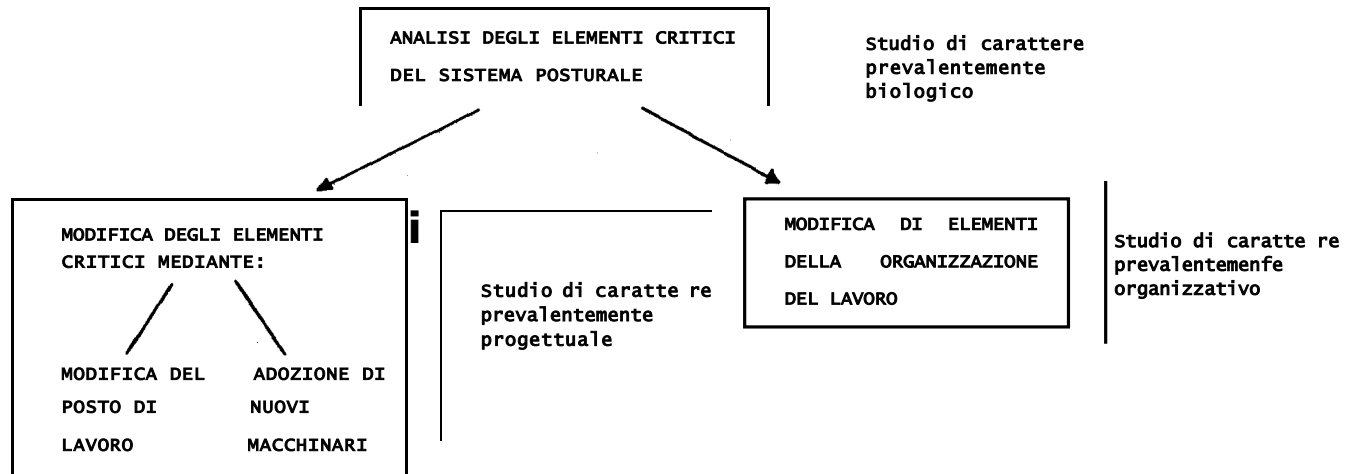 ANALISI DEGLI ELEMENTI CRITICI
DEL SISTEMA POSTURALE
Studio di carattere
prevalentemente
biologico
MODIFICA DEGLI ELEMENTI
CRITICI MEDIANTE:
MODIFICA DEL
POSTO DI
LAVORO
ADOZIONE DI
NUOVI
MACCHINARI
i
Studio di caratte re
prevalentemente
progettuale
MODIFICA DI ELEMENTI
DELLA ORGANIZZAZIONE
DEL LAVORO
Studio di caratte re
prevalentemenfe
organizzativo